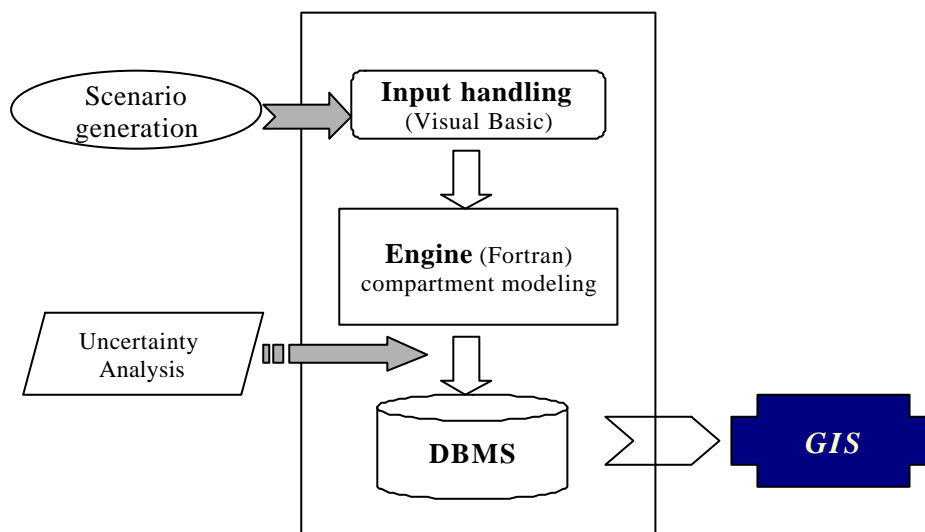 Scenario
generation
Input handling
(Visual Basic)
Engine (Fortran)
compartment modeling
Uncertainty
Analysis
DBMS
GIS